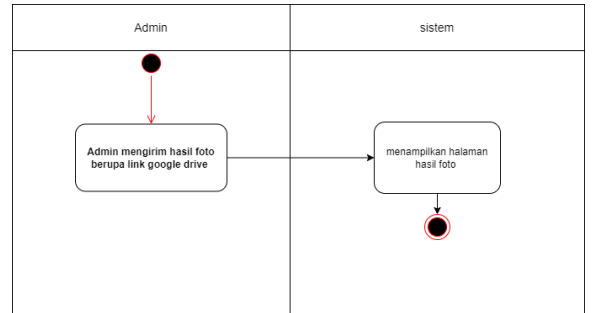 Admin
sistem
Admin mengirim hasil foto
berupa link google drive
menampilkan halaman
hasil foto